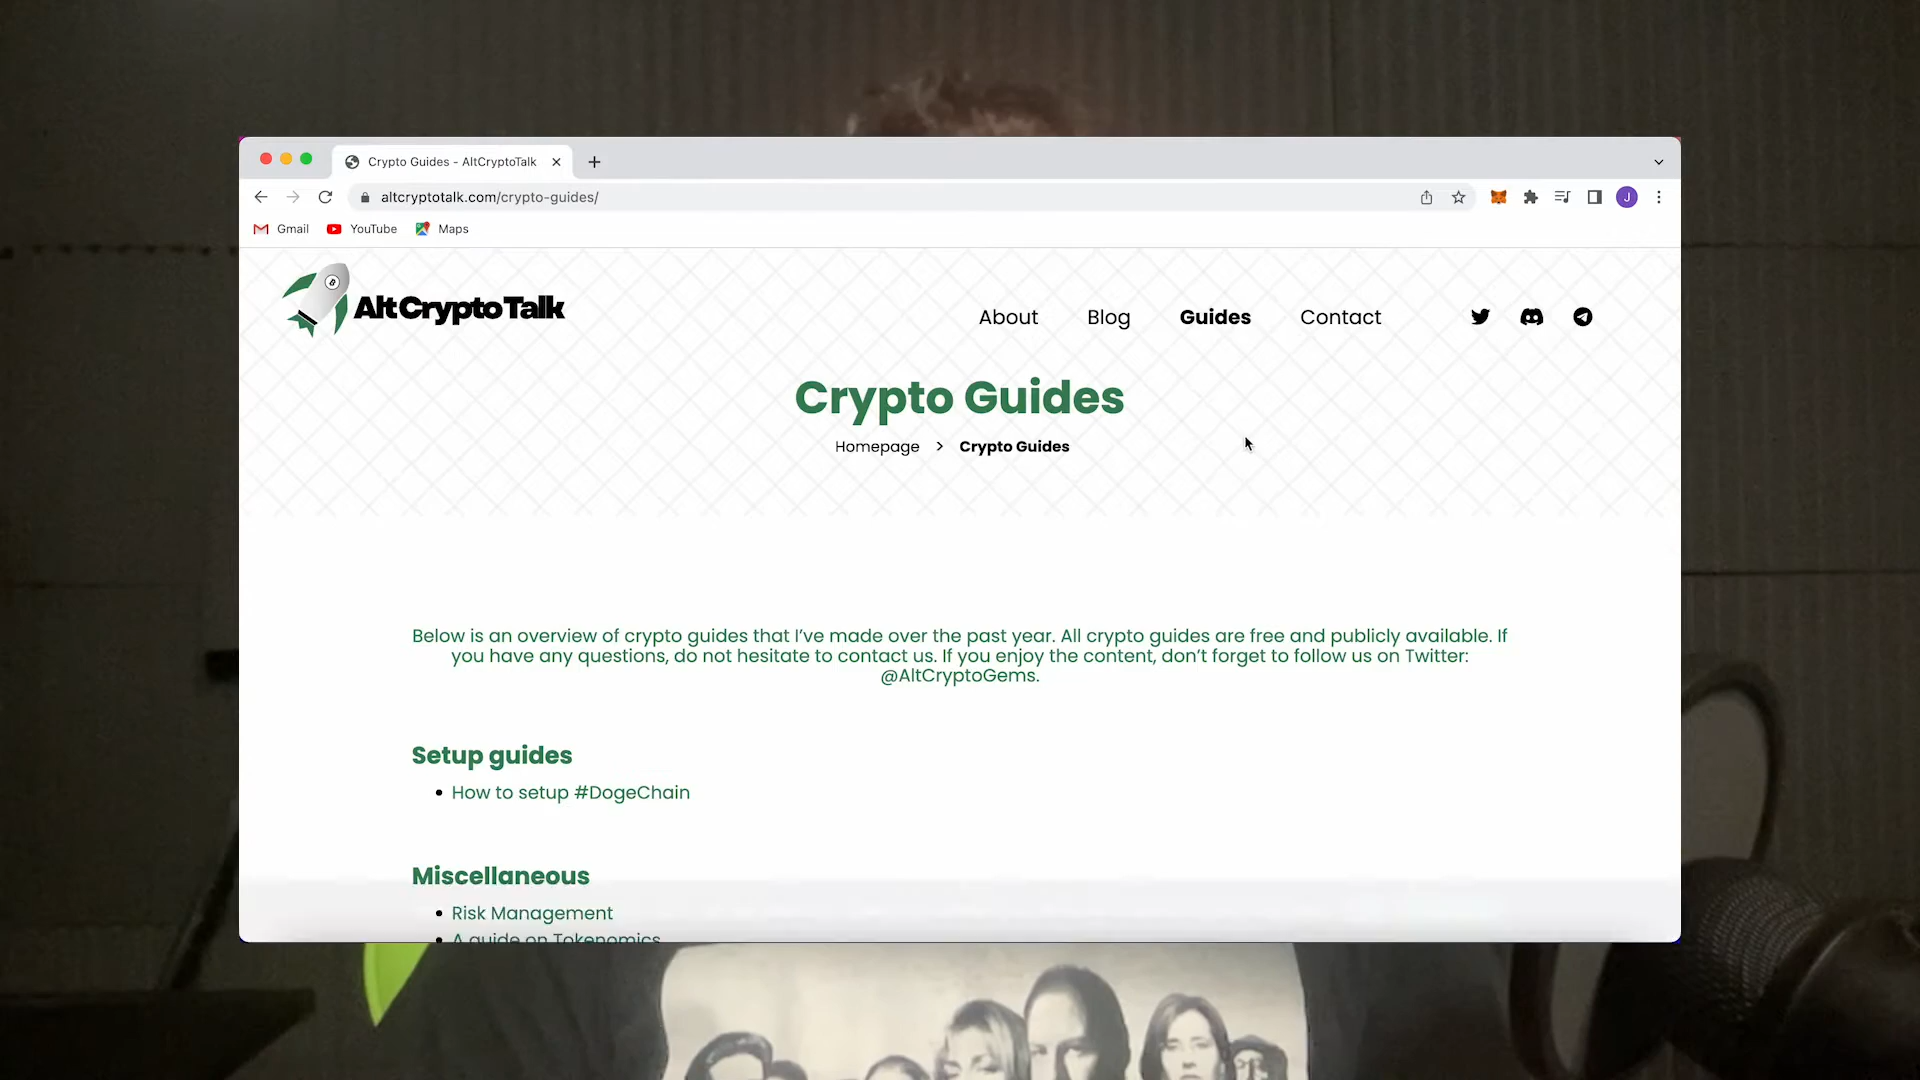 Crypto Guides - AltCryptoTalk
altcryptotalk.com/crypto-guides/
J
Gmail YouTube Maps
AltCryptoTalk
About Blog Guides Contact
Crypto Guides
Homepage > Crypto Guides
Below is an overview of crypto guides that I've made over the past year. All crypto guides are free and publicly available. If
you have any questions, do not hesitate to contact us. If you enjoy the content, don't forget to follow us on Twitter:
@AltCryptoGems.
Setup guides
• How to setup #DogeChain
Miscellaneous
• Risk Management
• A guide on Tokenomics